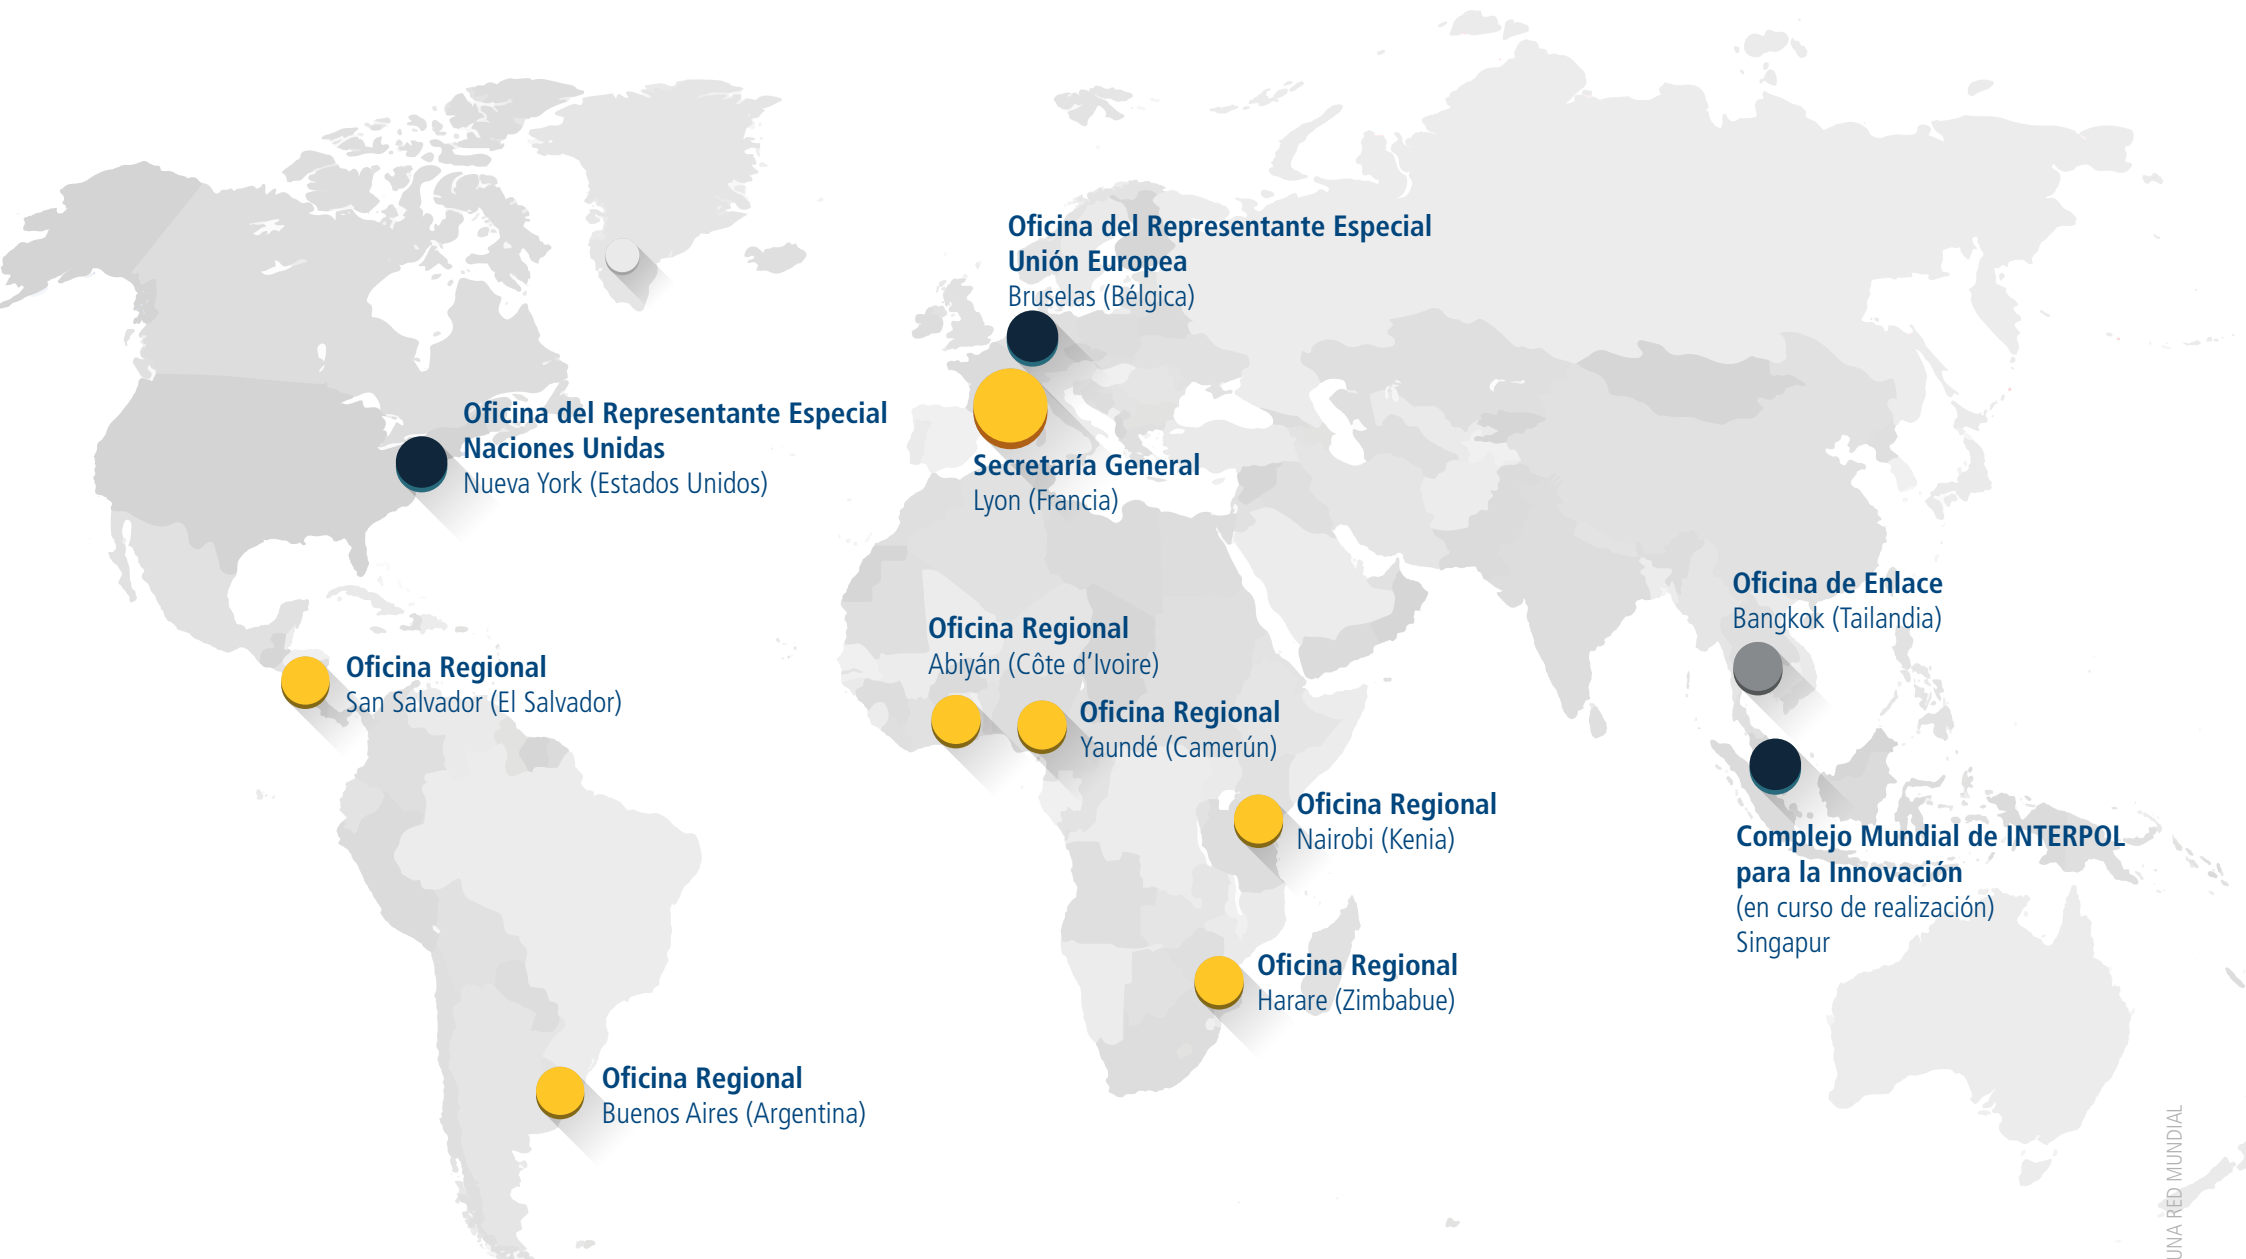 Oficina del Representante Especial
Unión Europea
Bruselas (Bélgica)
Oficina del Representante Especial
Naciones Unidas
Nueva York (Estados Unidos)
Secretaría General
Lyon (Francia)
Oficina de Enlace
Bangkok (Tailandia)
Oficina Regional
Abiyán (Côte d’Ivoire)
Oficina Regional
San Salvador (El Salvador)
Oficina Regional
Yaundé (Camerún)
Oficina Regional
Nairobi (Kenia)
Complejo Mundial de INTERPOL
para la Innovación
(en curso de realización)
Singapur
Oficina Regional
Harare (Zimbabue)
Oficina Regional
Buenos Aires (Argentina)
UNA RED MUNDIAL